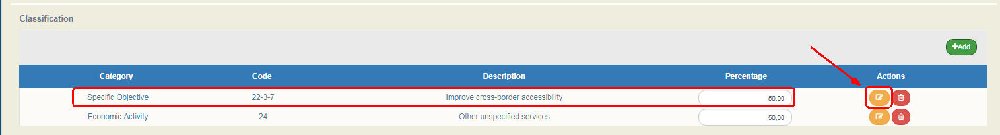 Classification
+Add
Category Code Description Percentage Actions
Specific Objective 22-3-7 Improve cross-border accessibility 50,00
Economic Activity 24 Other unspecified services 50,00